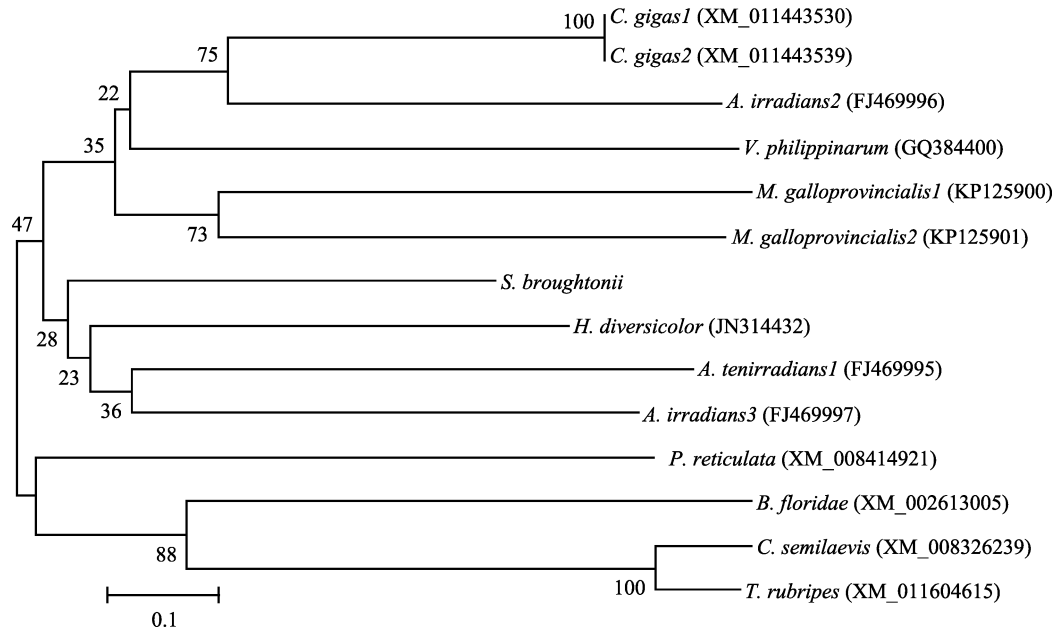 100
C. gigas1 (XM_011443530)
75
C. gigas2 (XM_011443539)
22
A. irradians2 (FJ469996)
35
V. philippinarum (GQ384400)
M. galloprovincialis1 (KP125900)
47
73
M. galloprovincialis2 (KP125901)
S. broughtonii
28
H. diversicolor (JN314432)
23
A. tenirradians1 (FJ469995)
36
A. irradians3 (FJ469997)
P. reticulata (XM_008414921)
B. floridae (XM_002613005)
88
C. semilaevis (XM_008326239)
100
T. rubripes (XM_011604615)
0.1